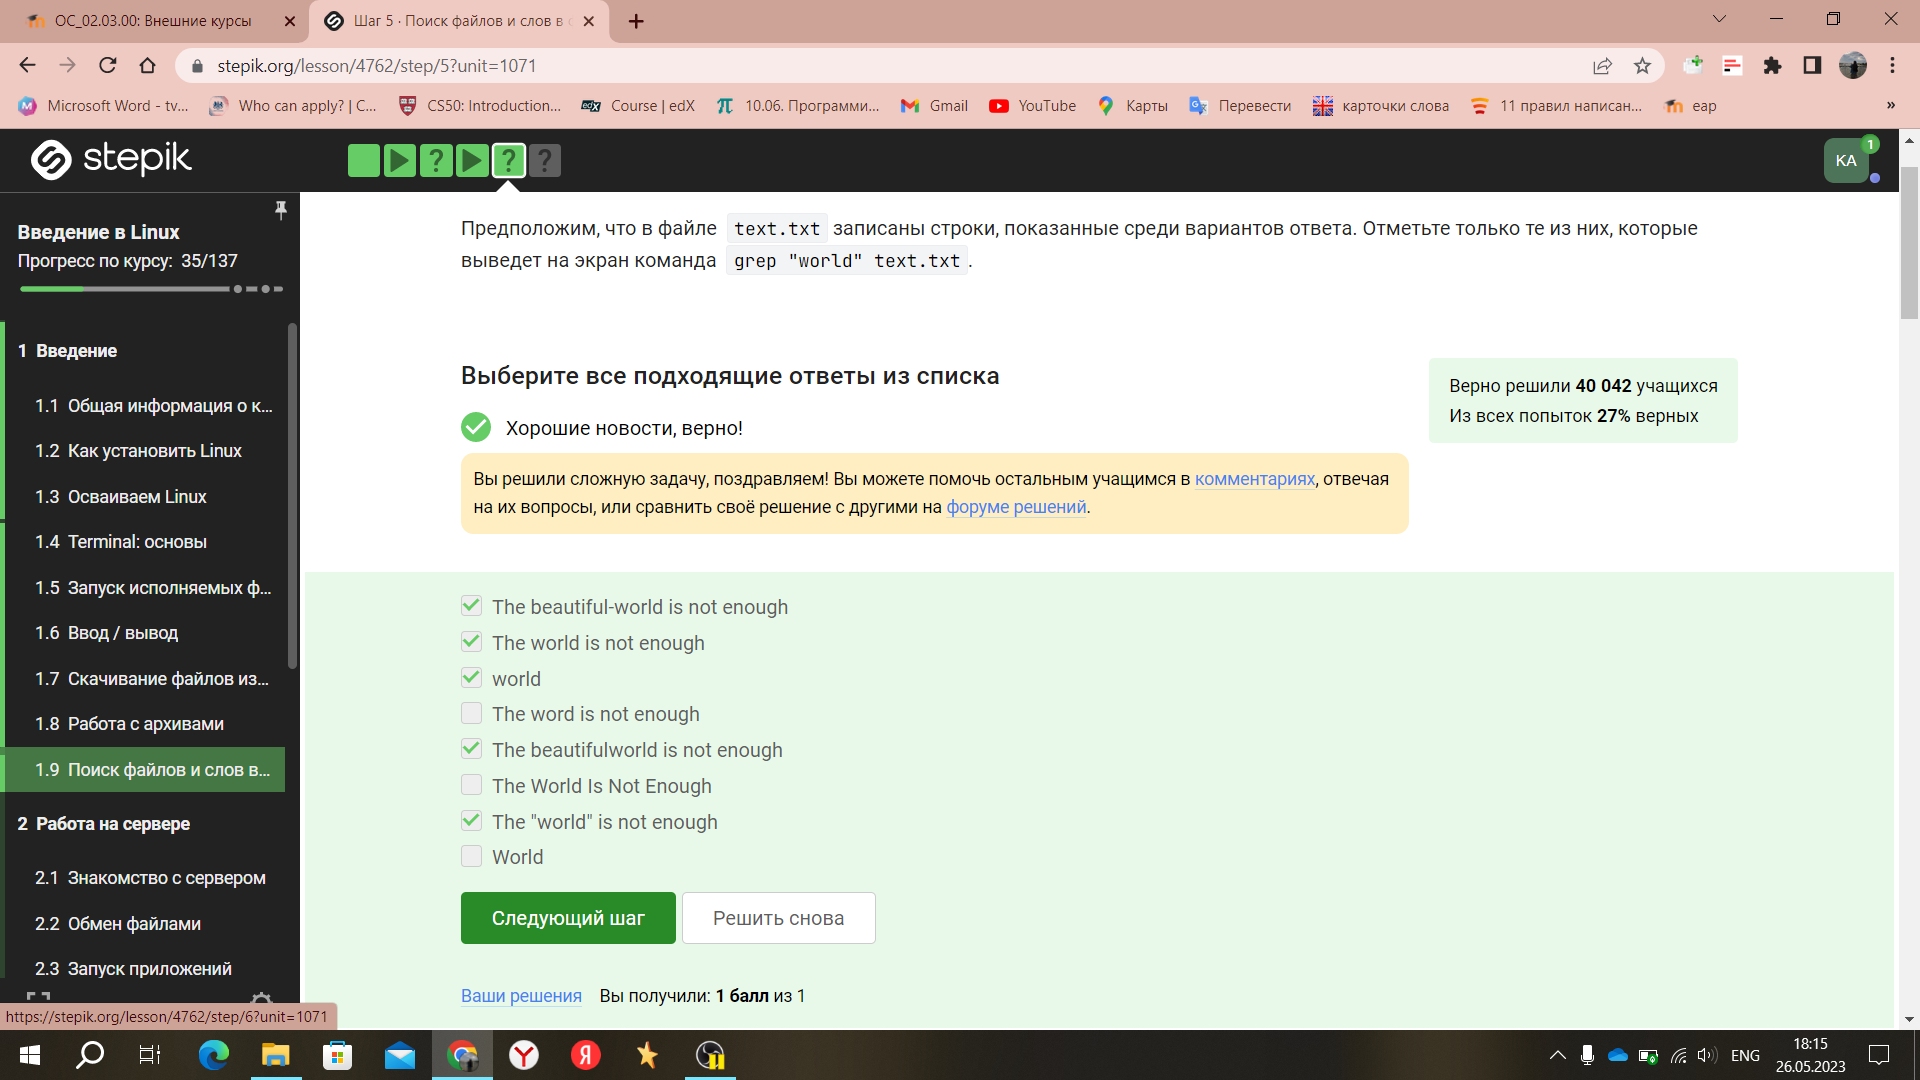 ОС_02.03.00: Внешние курсы
Шаг 5 · Поиск файлов и слов в
stepik.org/lesson/4762/step/5?unit=1071
Microsoft Word - tv...
Who can apply? | C...
CS50: Introduction...
edX
Course | edX
10.06. Программи...
Gmail
YouTube
Карты
Перевести
карточки слова
11 правил написан...
eap
»
stepik
? ? ?
KA
1
Введение в Linux
Прогресс по курсу: 35/137
1 Введение
1.1 Общая информация о к...
1.2 Как установить Linux
1.3 Осваиваем Linux
1.4 Terminal: основы
1.5 Запуск исполняемых ф...
1.6 Ввод / вывод
1.7 Скачивание файлов из...
1.8 Работа с архивами
1.9 Поиск файлов и слов в...
2 Работа на сервере
2.1 Знакомство с сервером
2.2 Обмен файлами
2.3 Запуск приложений
Предположим, что в файле text.txt записаны строки, показанные среди вариантов ответа. Отметьте только те из них, которые
выведет на экран команда grep "world" text.txt.
Выберите все подходящие ответы из списка
Хорошие новости, верно!
Верно решили 40 042 учащихся
Из всех попыток 27% верных
Вы решили сложную задачу, поздравляем! Вы можете помочь остальным учащимся в комментариях, отвечая
на их вопросы, или сравнить своё решение с другими на форуме решений.
The beautiful-world is not enough
The world is not enough
world
The word is not enough
The beautifulworld is not enough
The World Is Not Enough
The "world" is not enough
World
Следующий шаг
Решить снова
Ваши решения Вы получили: 1 балл из 1
https://stepik.org/lesson/4762/step/6?unit=1071
ENG
18:15
26.05.2023